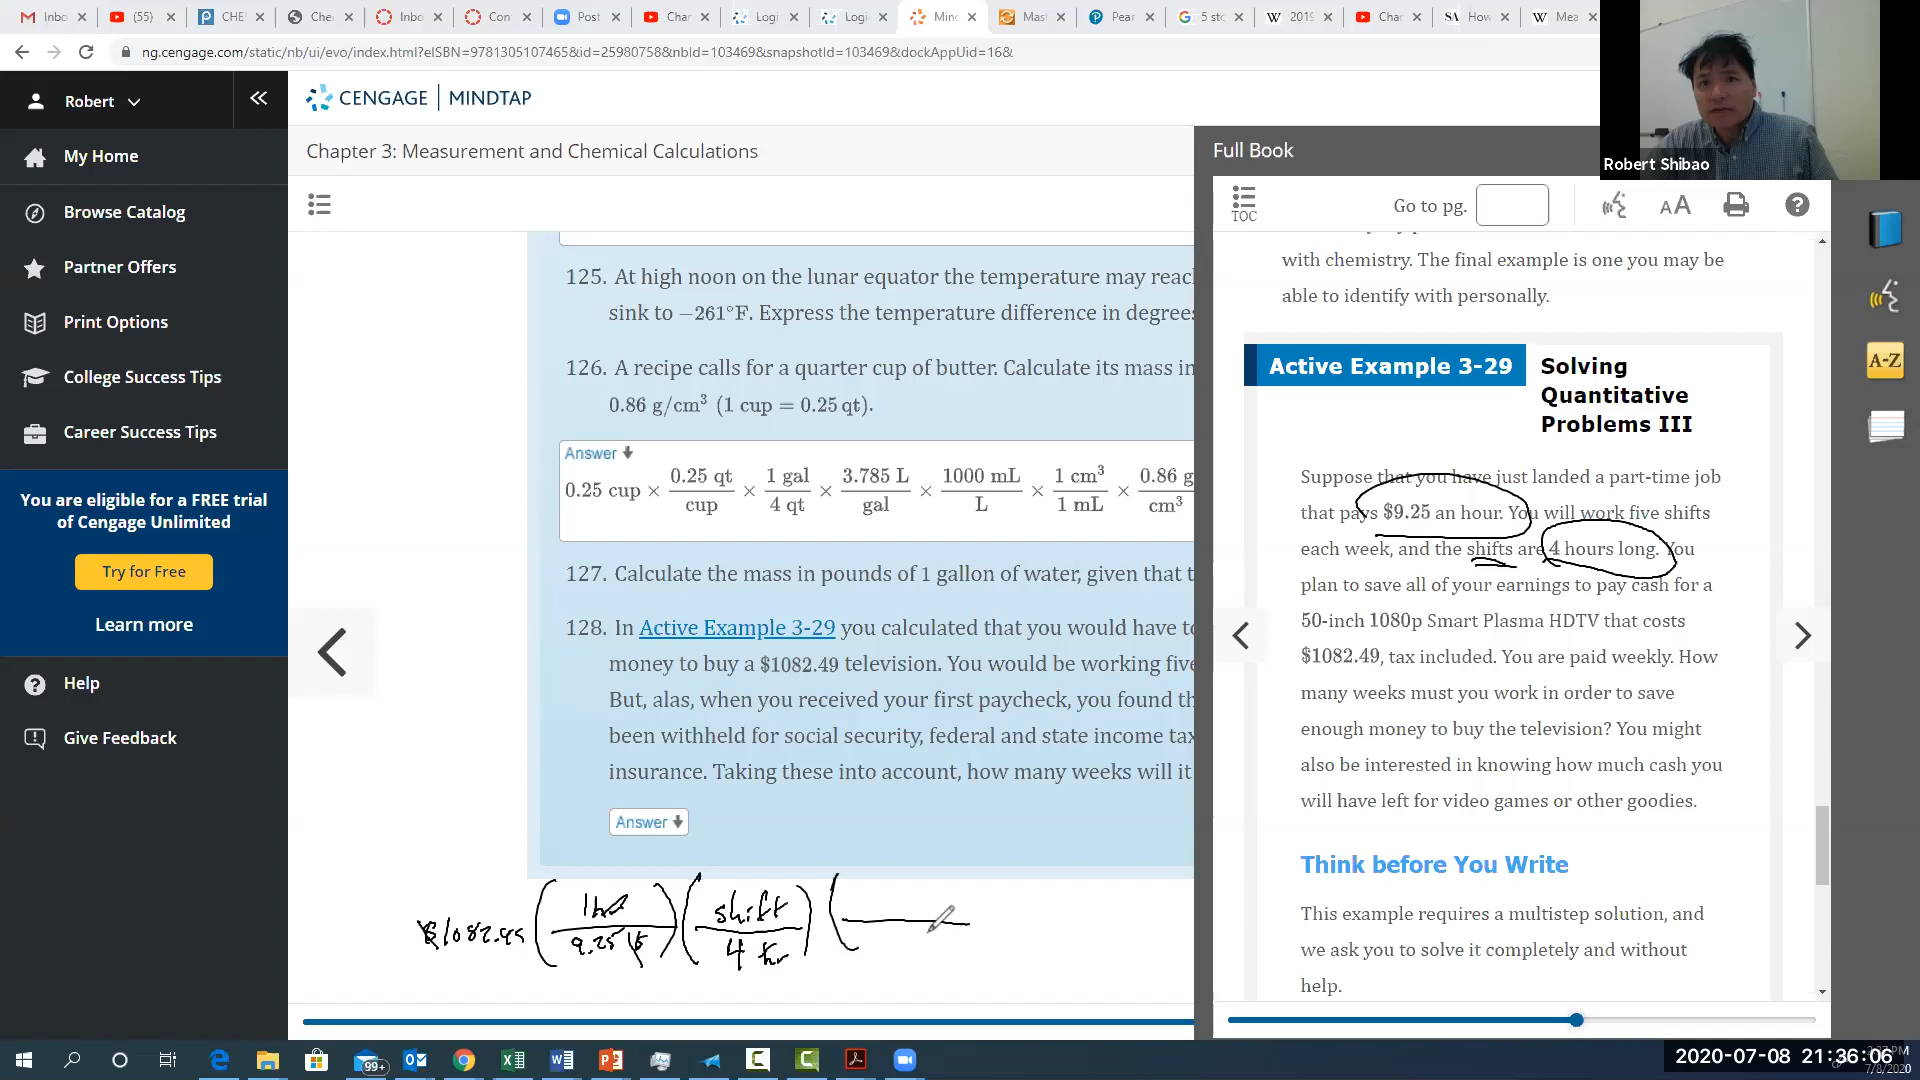 Inbo
(55)
CHE
Che
Inbo
Con
Post
Char
Logi
Logi
Mind
Mast
Pear
5 sto
2019
Char
How
Mea
ng.cengage.com/static/nb/ui/evo/index.html?eISBN=9781305107465&id=25980758&nbId=103469&snapshotId=103469&dockAppUid=16&
Robert
CENGAGE | MINDTAP
My Home
Browse Catalog
Partner Offers
Print Options
College Success Tips
Career Success Tips
You are eligible for a FREE trial
of Cengage Unlimited
Try for Free
Learn more
Help
Give Feedback
Chapter 3: Measurement and Chemical Calculations
125. At high noon on the lunar equator the temperature may reac
sink to −261°F. Express the temperature difference in degrees
126. A recipe calls for a quarter cup of butter. Calculate its mass in
0.86 g/cm³ (1 cup = 0.25 qt).
Answer
0.25 cup × 0.25 qt/cup × 1 gal/4 qt × 3.785 L/gal × 1000 mL/L × 1 cm³/1 mL × 0.86 g/cm³
127. Calculate the mass in pounds of 1 gallon of water, given that t
128. In Active Example 3-29 you calculated that you would have to
money to buy a $1082.49 television. You would be working five
But, alas, when you received your first paycheck, you found th
been withheld for social security, federal and state income tax
insurance. Taking these into account, how many weeks will it
Answer
(shift / 4 hr) (
Full Book
Robert Shibao
TOC
Go to pg.
AA
A-Z
with chemistry. The final example is one you may be
able to identify with personally.
Active Example 3-29
Solving
Quantitative
Problems III
Suppose that you have just landed a part-time job
that pays $9.25 an hour. You will work five shifts
each week, and the shifts are 4 hours long. You
plan to save all of your earnings to pay cash for a
50-inch 1080p Smart Plasma HDTV that costs
$1082.49, tax included. You are paid weekly. How
many weeks must you work in order to save
enough money to buy the television? You might
also be interested in knowing how much cash you
will have left for video games or other goodies.
Think before You Write
This example requires a multistep solution, and
we ask you to solve it completely and without
help.
99+
2020-07-08 21:36:06
7/8/2020